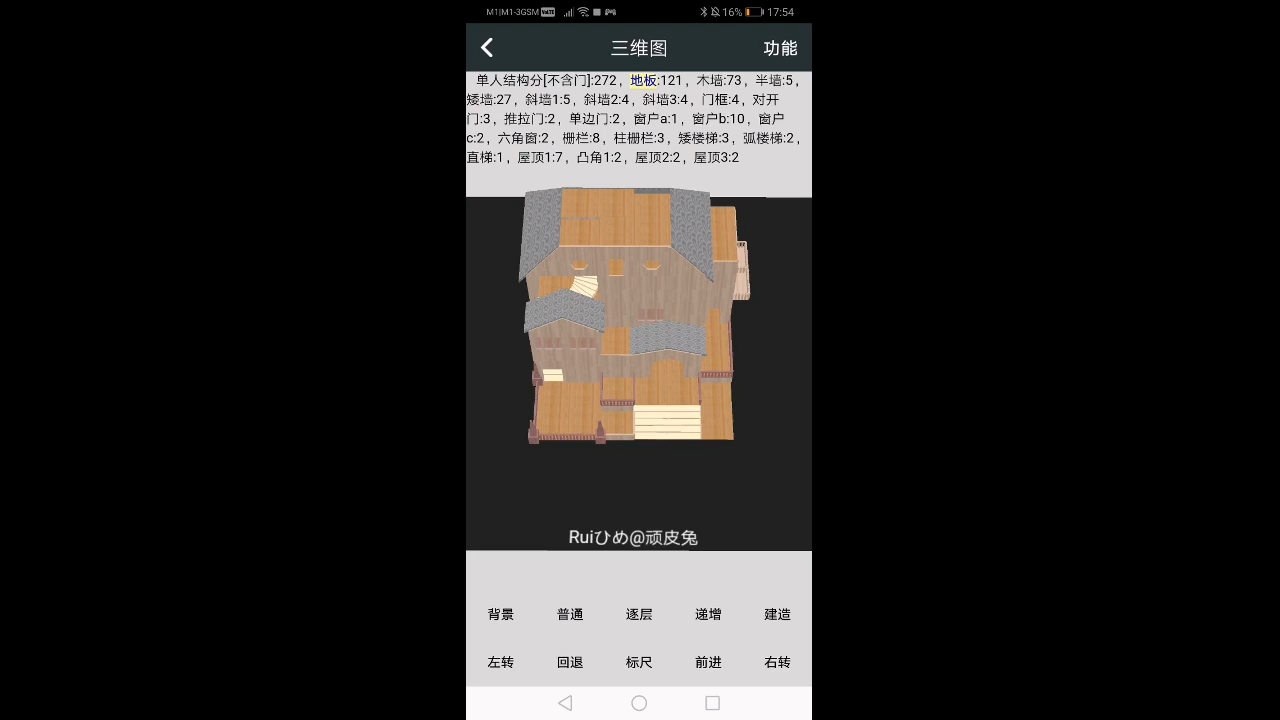 M1|M1-3GSM VoLTE 16% 17:54
三维图 功能
单人结构分[不含门]:272，地板:121，木墙:73，半墙:5，
矮墙:27，斜墙1:5，斜墙2:4，斜墙3:4，门框:4，对开
门:3，推拉门:2，单边门:2，窗户a:1，窗户b:10，窗户
c:2，六角窗:2，栅栏:8，柱栅栏:3，矮楼梯:3，弧楼梯:2，
直梯:1，屋顶1:7，凸角1:2，屋顶2:2，屋顶3:2
Ruiひめ@顽皮兔
背景 普通 逐层 递增 建造
左转 回退 标尺 前进 右转